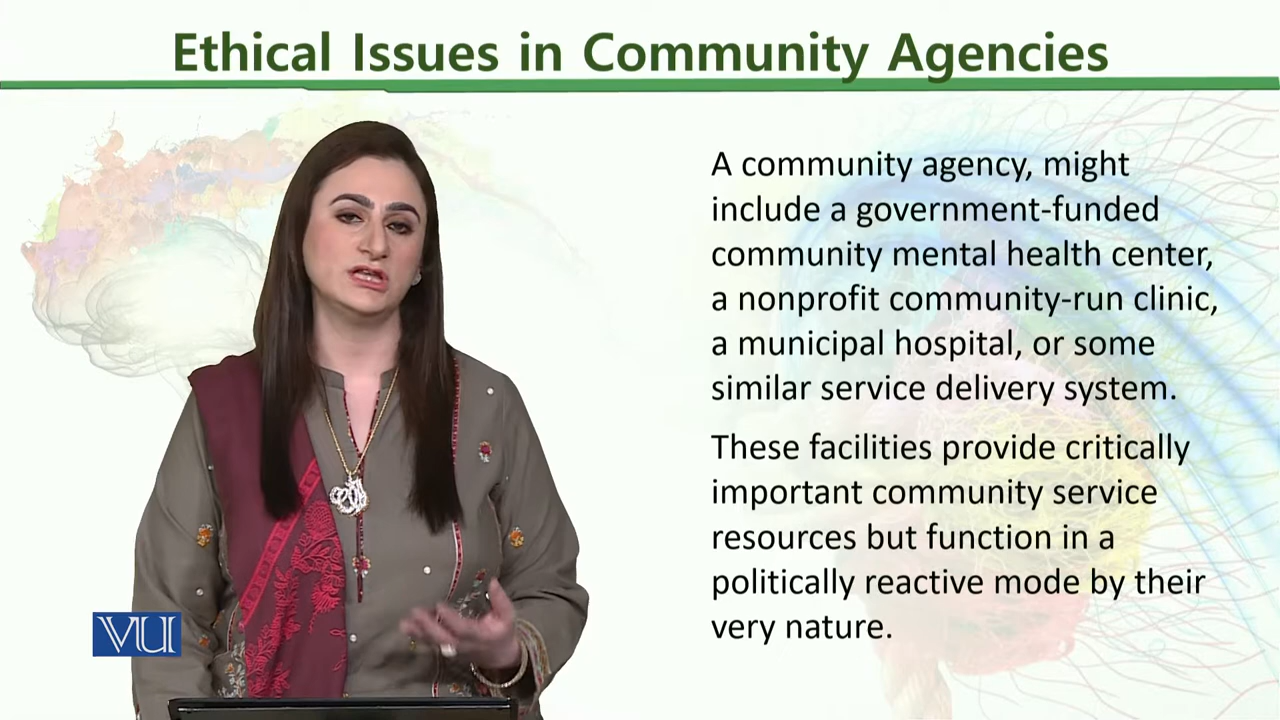 Ethical Issues in Community Agencies
A community agency, might
include a government-funded
community mental health center,
a nonprofit community-run clinic,
a municipal hospital, or some
similar service delivery system.
These facilities provide critically
important community service
resources but function in a
politically reactive mode by their
very nature.
VU